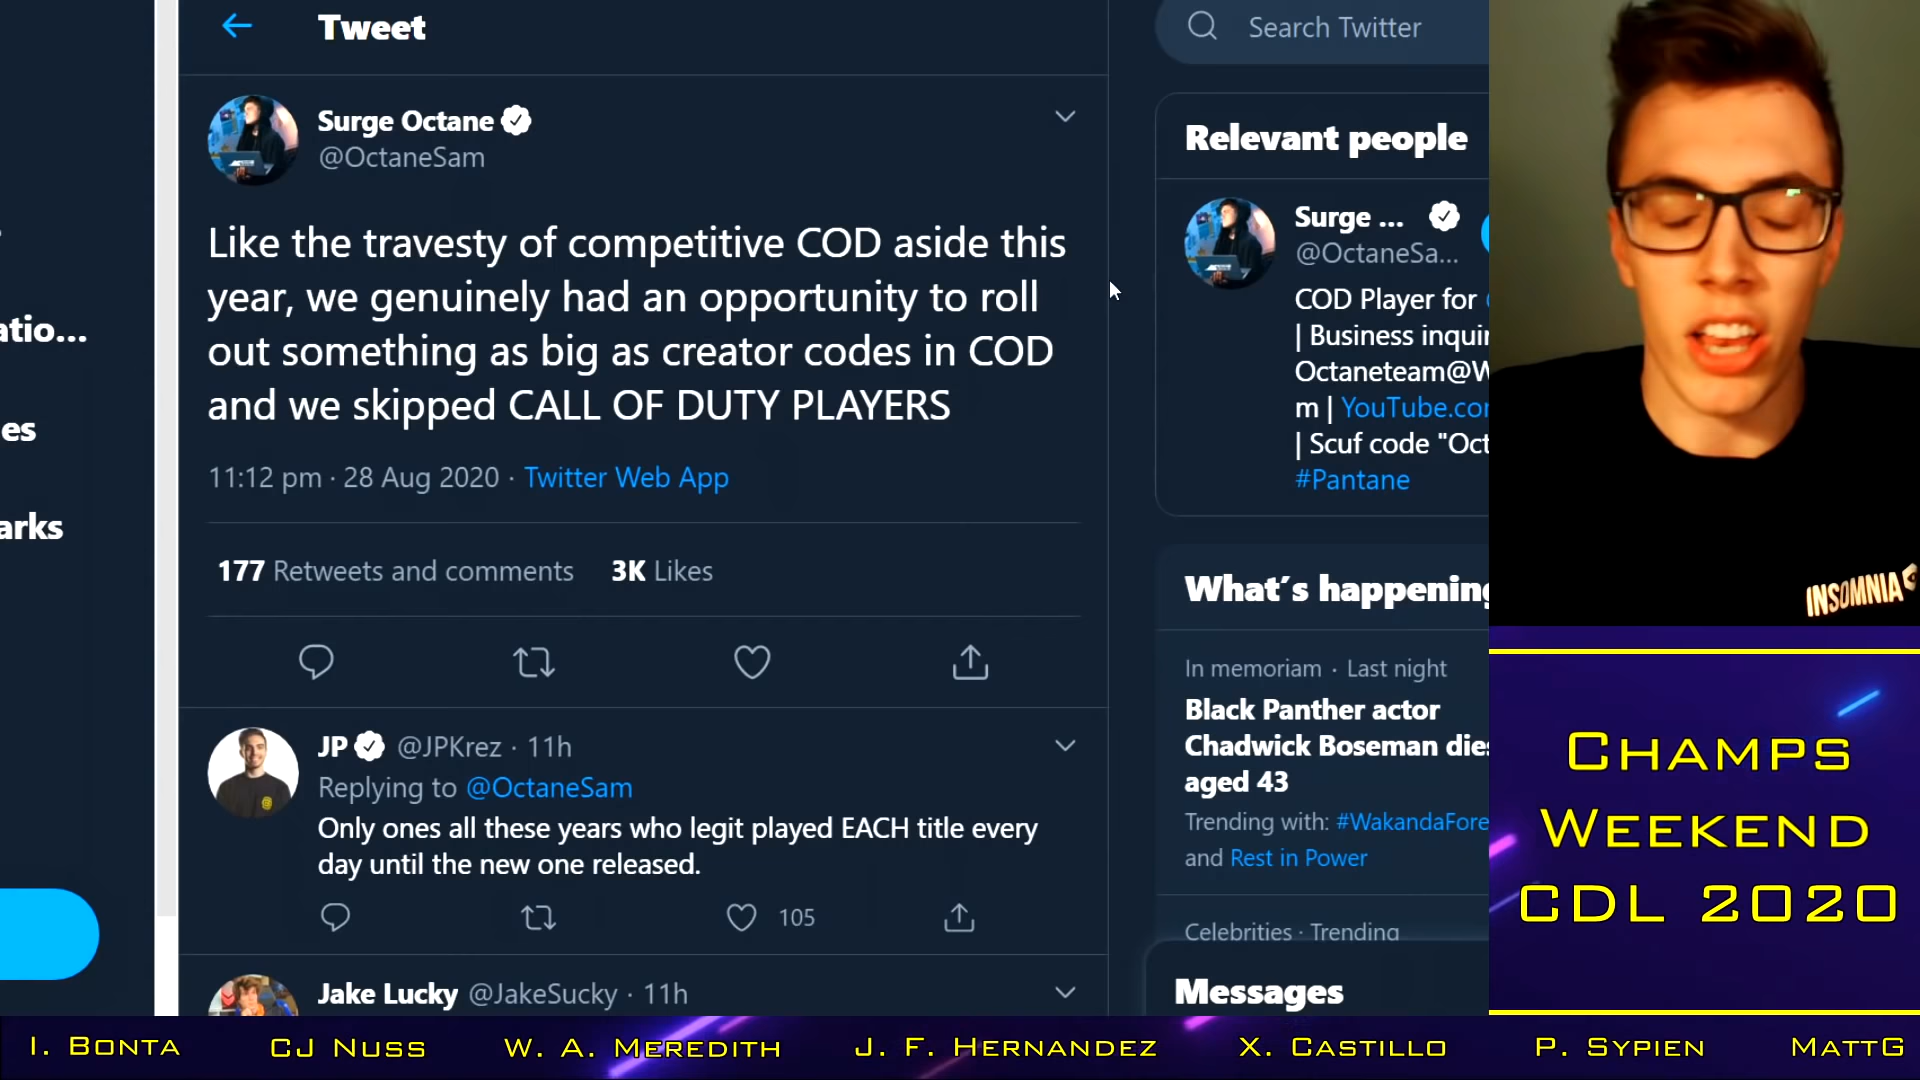 Tweet
Surge Octane
@OctaneSam
Like the travesty of competitive COD aside this
year, we genuinely had an opportunity to roll
out something as big as creator codes in COD
and we skipped CALL OF DUTY PLAYERS
11:12 pm · 28 Aug 2020 · Twitter Web App
177 Retweets and comments 3K Likes
JP @JPKrez · 11h
Replying to @OctaneSam
Only ones all these years who legit played EACH title every
day until the new one released.
105
Jake Lucky @JakeSucky · 11h
atio...
es
arks
Search Twitter
Relevant people
Surge ...
@OctaneSa...
COD Player for
| Business inquir
Octaneteam@W
m | YouTube.cor
| Scuf code "Oct
#Pantane
What's happening
In memoriam · Last night
Black Panther actor
Chadwick Boseman dies
aged 43
Trending with: #WakandaFore
and Rest in Power
Celebrities · Trending
Messages
INSOMNIA
CHAMPS
WEEKEND
CDL 2020
I. BONTA CJ NUSS W. A. MEREDITH J. F. HERNANDEZ X. CASTILLO P. SYPIEN MATTG